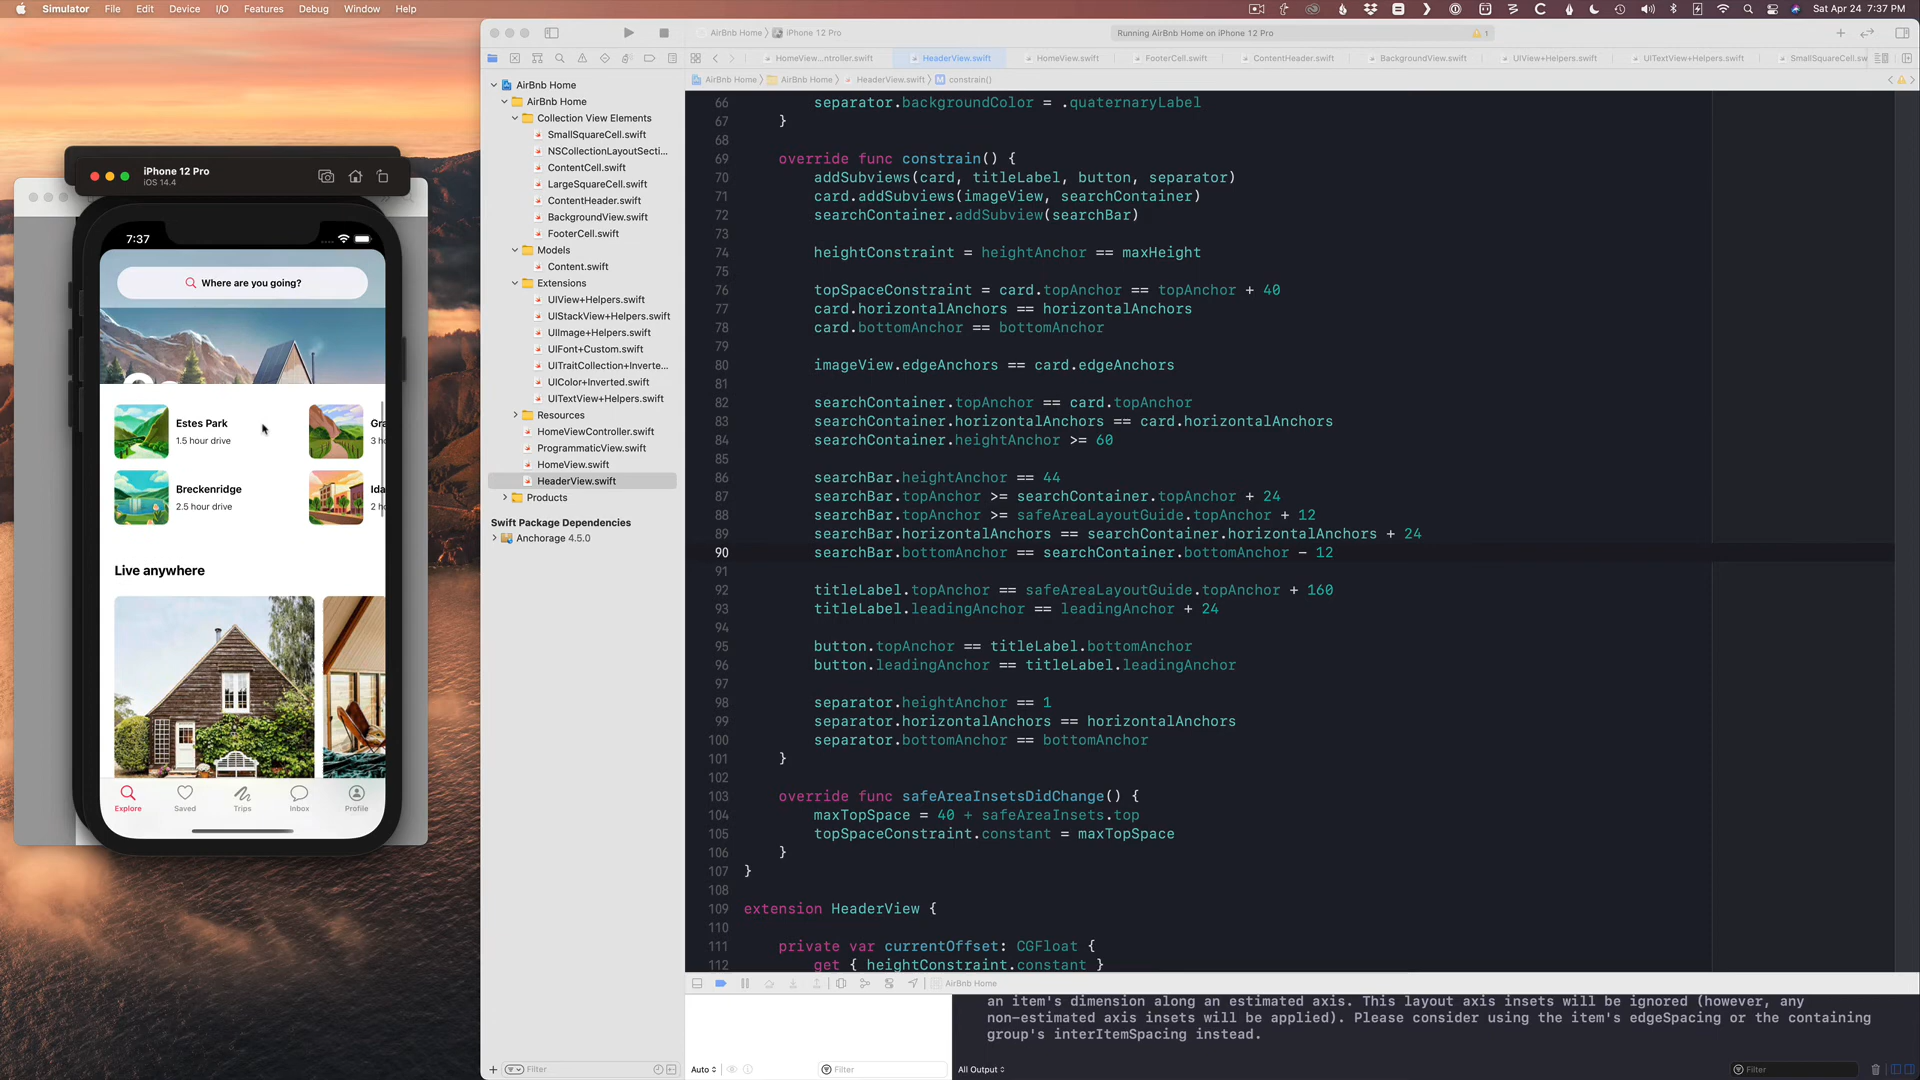 Simulator File Edit Device I/O Features Debug Window Help
Sat Apr 24 7:37 PM
AirBnb Home iPhone 12 Pro
Running AirBnb Home on iPhone 12 Pro
1
HomeView...ntroller.swift HeaderView.swift HomeView.swift FooterCell.swift ContentHeader.swift BackgroundView.swift UIView+Helpers.swift UITextView+Helpers.swift SmallSquareCell.sw
AirBnb Home AirBnb Home HeaderView.swift M constrain()
AirBnb Home
AirBnb Home
Collection View Elements
SmallSquareCell.swift
NSCollectionLayoutSecti...
ContentCell.swift
LargeSquareCell.swift
ContentHeader.swift
BackgroundView.swift
FooterCell.swift
Models
Content.swift
Extensions
UIView+Helpers.swift
UIStackView+Helpers.swift
UIImage+Helpers.swift
UIFont+Custom.swift
UITraitCollection+Inverte...
UIColor+Inverted.swift
UITextView+Helpers.swift
Resources
HomeViewController.swift
ProgrammaticView.swift
HomeView.swift
HeaderView.swift
Products
Swift Package Dependencies
Anchorage 4.5.0
Filter
iPhone 12 Pro
iOS 14.4
7:37
Where are you going?
Estes Park
1.5 hour drive
Gra
3 h
Breckenridge
2.5 hour drive
Ida
2 h
Live anywhere
Explore Saved Trips Inbox Profile
66 separator.backgroundColor = .quaternaryLabel
67 }
68
69 override func constrain() {
70 addSubviews(card, titleLabel, button, separator)
71 card.addSubviews(imageView, searchContainer)
72 searchContainer.addSubview(searchBar)
73
74 heightConstraint = heightAnchor == maxHeight
75
76 topSpaceConstraint = card.topAnchor == topAnchor + 40
77 card.horizontalAnchors == horizontalAnchors
78 card.bottomAnchor == bottomAnchor
79
80 imageView.edgeAnchors == card.edgeAnchors
81
82 searchContainer.topAnchor == card.topAnchor
83 searchContainer.horizontalAnchors == card.horizontalAnchors
84 searchContainer.heightAnchor >= 60
85
86 searchBar.heightAnchor == 44
87 searchBar.topAnchor >= searchContainer.topAnchor + 24
88 searchBar.topAnchor >= safeAreaLayoutGuide.topAnchor + 12
89 searchBar.horizontalAnchors == searchContainer.horizontalAnchors + 24
90 searchBar.bottomAnchor == searchContainer.bottomAnchor - 12
91
92 titleLabel.topAnchor == safeAreaLayoutGuide.topAnchor + 160
93 titleLabel.leadingAnchor == leadingAnchor + 24
94
95 button.topAnchor == titleLabel.bottomAnchor
96 button.leadingAnchor == titleLabel.leadingAnchor
97
98 separator.heightAnchor == 1
99 separator.horizontalAnchors == horizontalAnchors
100 separator.bottomAnchor == bottomAnchor
101 }
102
103 override func safeAreaInsetsDidChange() {
104 maxTopSpace = 40 + safeAreaInsets.top
105 topSpaceConstraint.constant = maxTopSpace
106 }
107 }
108
109 extension HeaderView {
110
111 private var currentOffset: CGFloat {
112 get { heightConstraint.constant }
AirBnb Home
an item's dimension along an estimated axis. This layout axis insets will be ignored (however, any
non-estimated axis insets will be applied). Please consider using the item's edgeSpacing or the containing
group's interItemSpacing instead.
Auto Filter All Output Filter